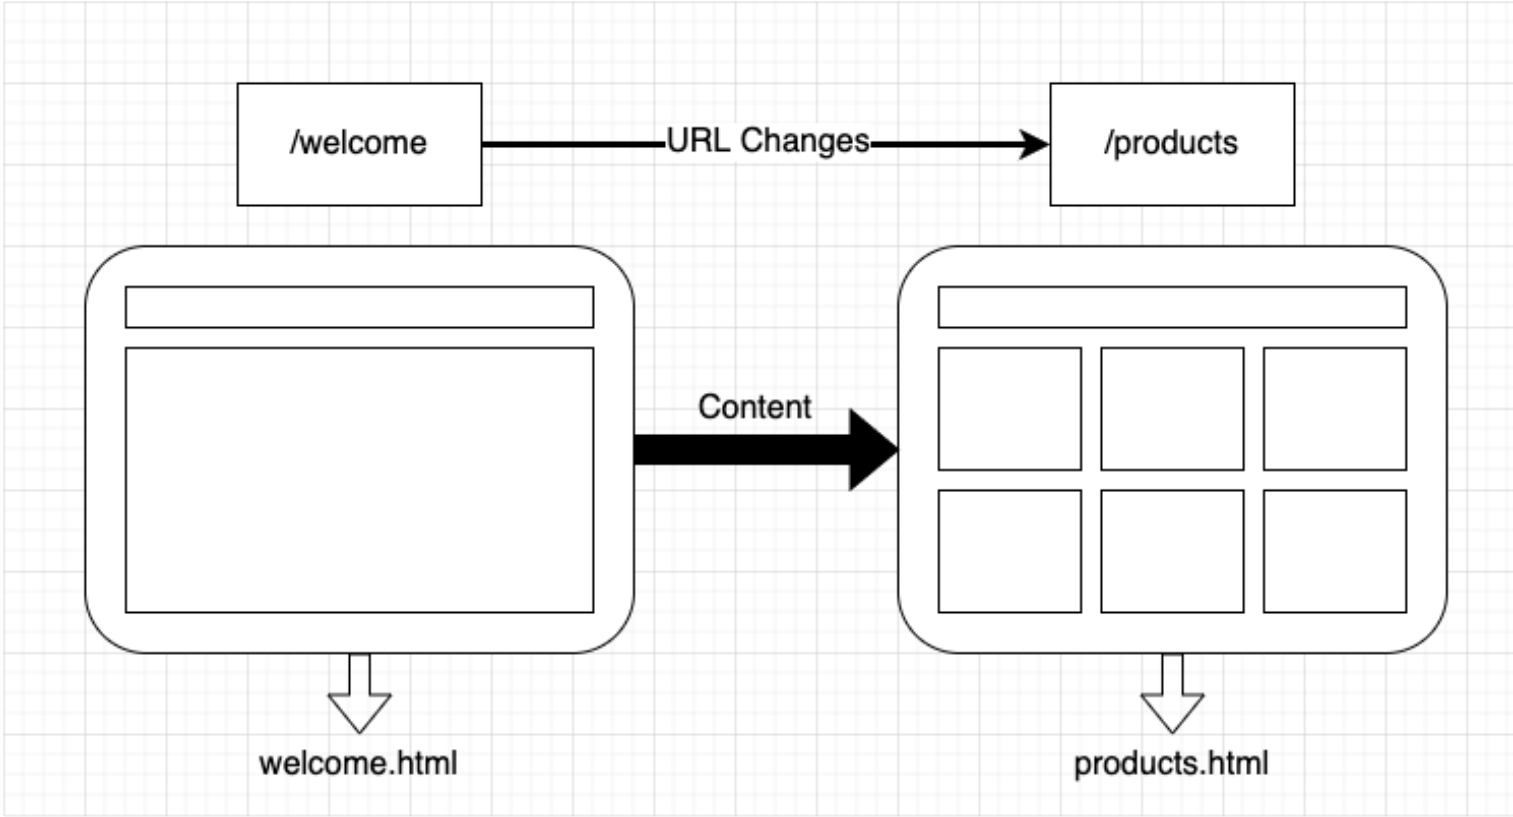 /welcome
URL Changes
/products
Content
welcome.html
products.html